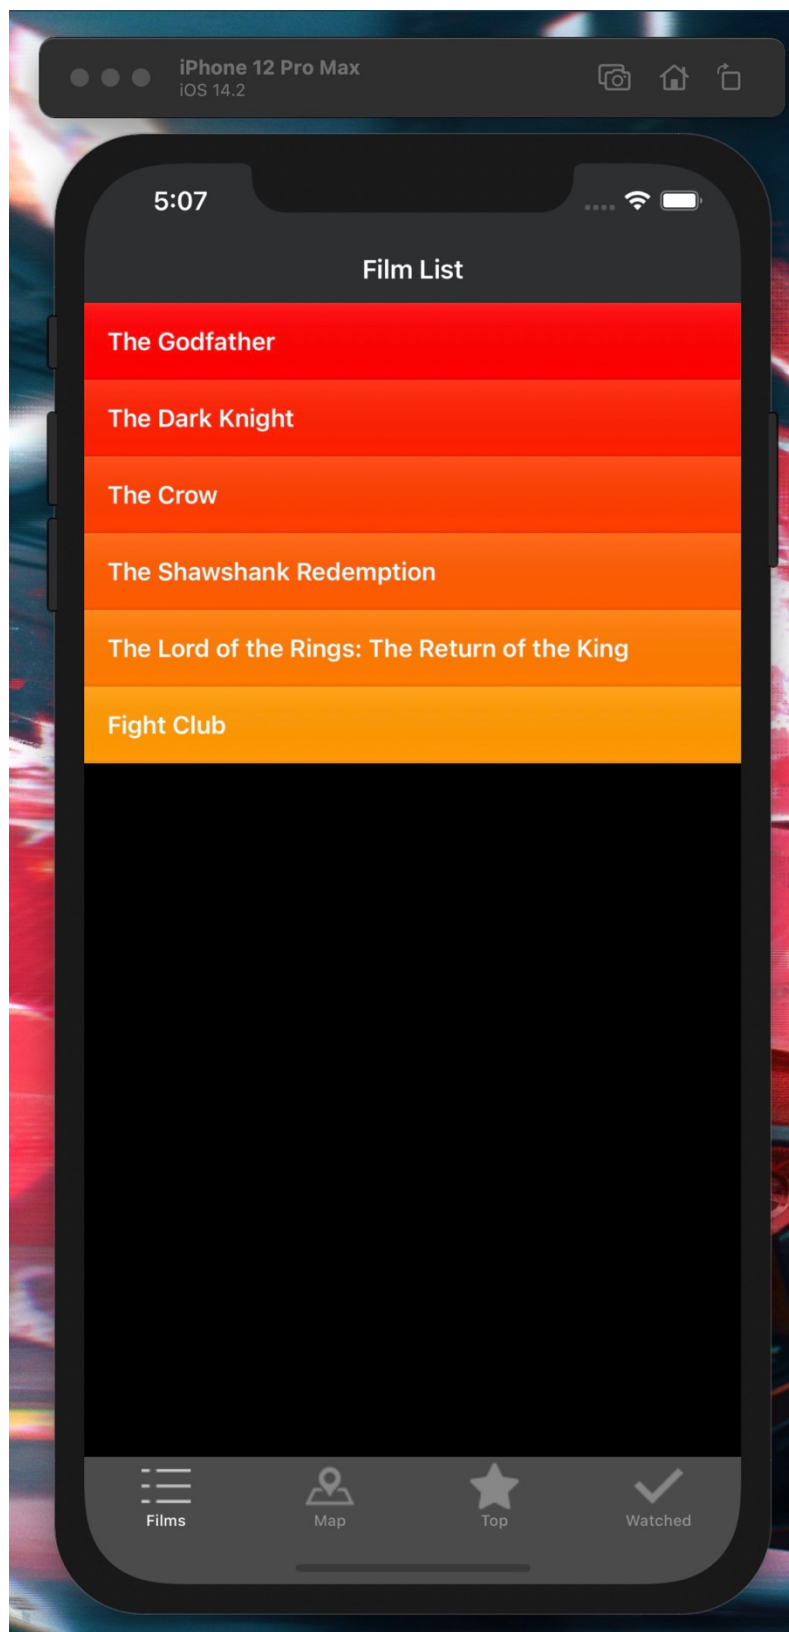 iPhone 12 Pro Max
iOS 14.2
5:07
Film List
The Godfather
The Dark Knight
The Crow
The Shawshank Redemption
The Lord of the Rings: The Return of the King
Fight Club
Films
Map
Top
Watched